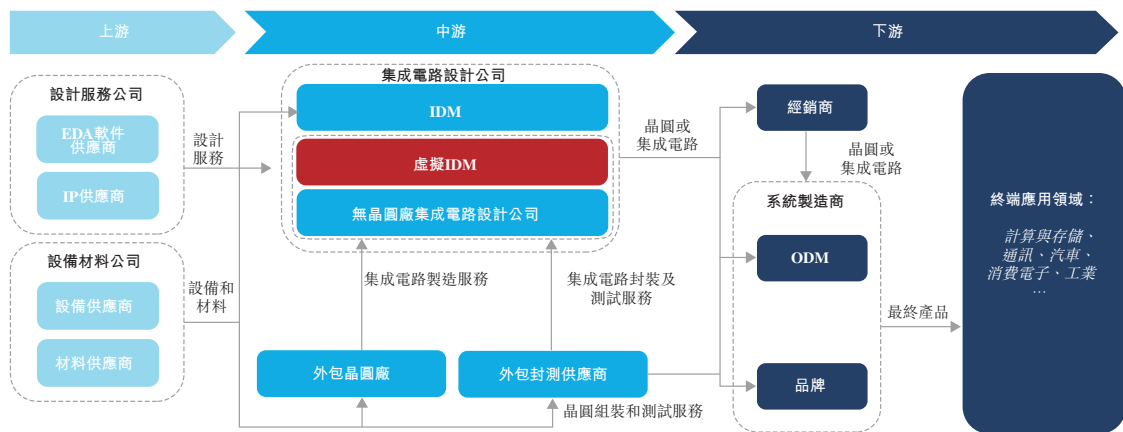 上游
中游
下游
設計服務公司
EDA軟件
供應商
IP供應商
設計
服務
設備材料公司
設備供應商
材料供應商
設備和
材料
集成電路設計公司
IDM
虛擬IDM
無晶圓廠集成電路設計公司
集成電路製造服務
集成電路封裝及
測試服務
外包晶圓廠
外包封測供應商
晶圓組裝和測試服務
晶圓或
集成電路
經銷商
晶圓或
集成電路
系統製造商
ODM
品牌
最終產品
終端應用領域：
計算與存儲、
通訊、汽車、
消費電子、工業
…